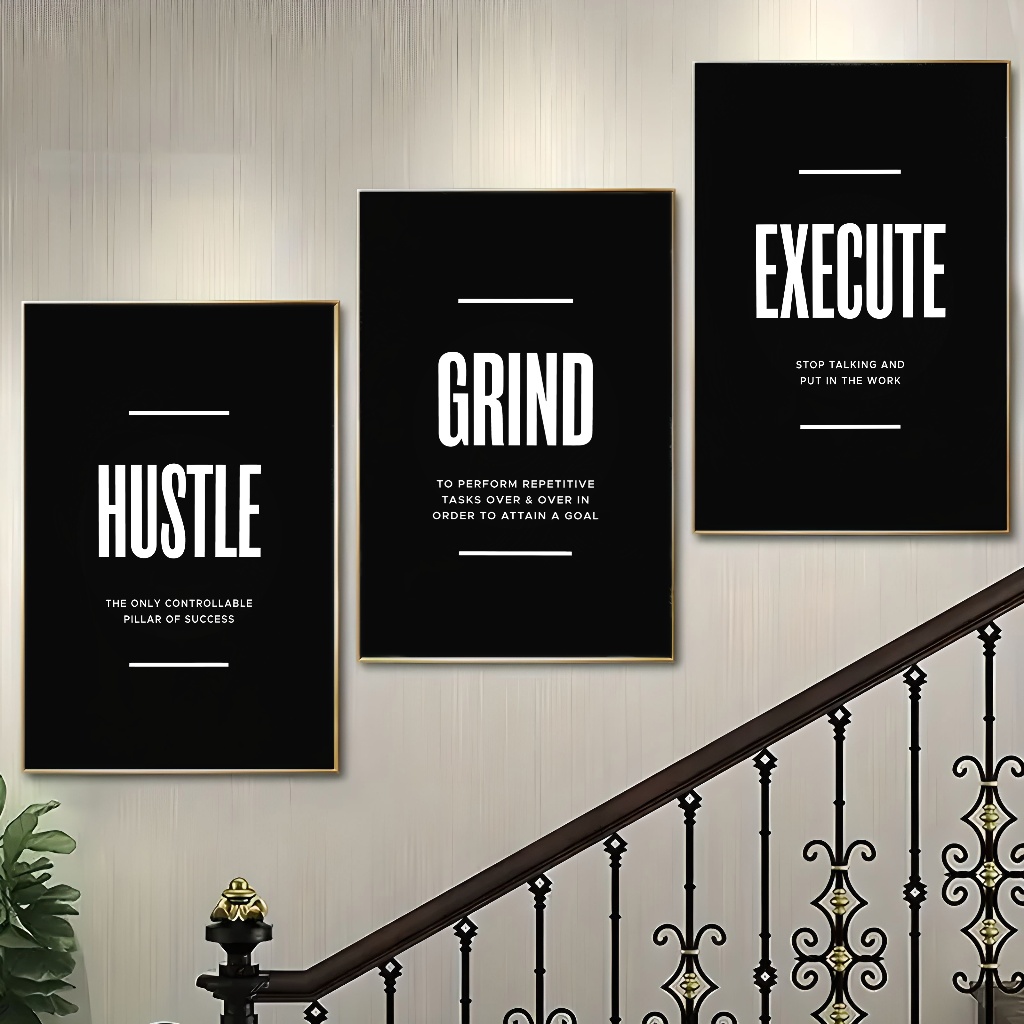 HUSTLE
THE ONLY CONTROLLABLE
PILLAR OF SUCCESS
GRIND
TO PERFORM REPETITIVE
TASKS OVER & OVER IN
ORDER TO ATTAIN A GOAL
EXECUTE
STOP TALKING AND
PUT IN THE WORK